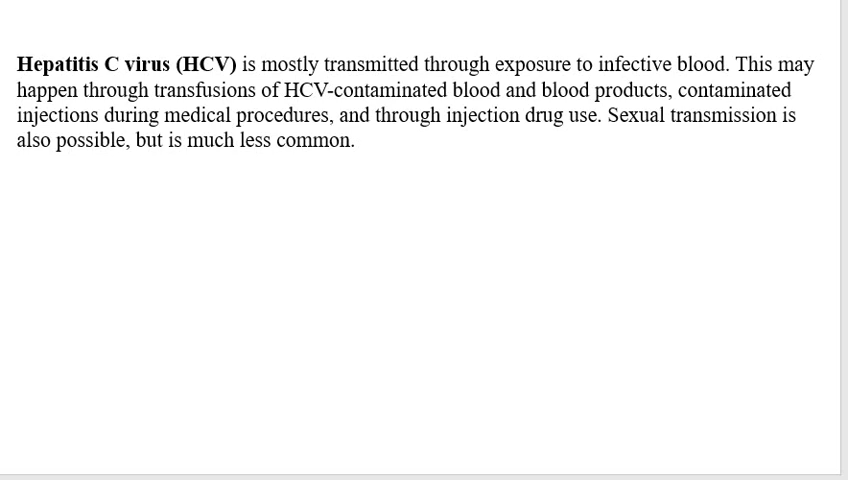 Hepatitis C virus (HCV) is mostly transmitted through exposure to infective blood. This may
happen through transfusions of HCV-contaminated blood and blood products, contaminated
injections during medical procedures, and through injection drug use. Sexual transmission is
also possible, but is much less common.